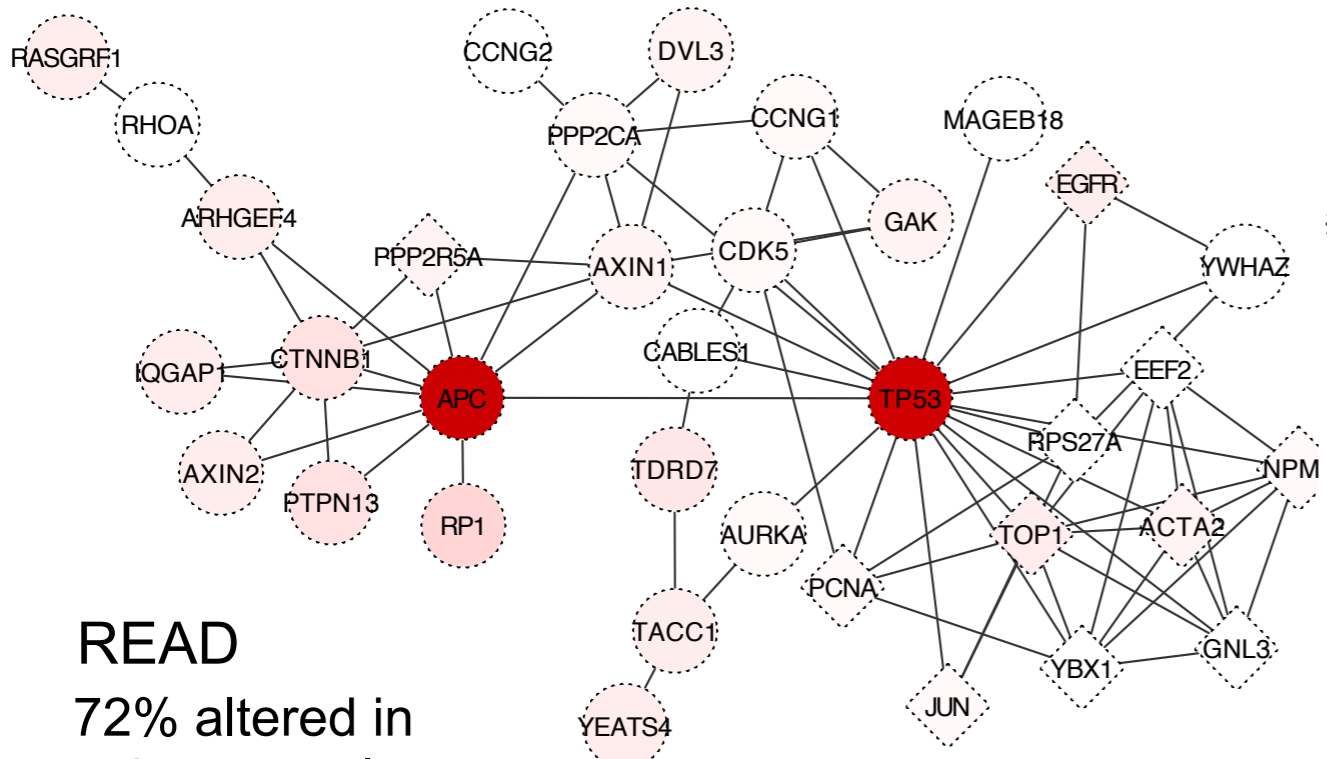 RASGRF1
CCNG2
DVL3
RHOA
PPP2CA
CCNG1
MAGEB18
EGFR
ARHGEF4
GAK
PPP2R5A
AXIN1
CDK5
YWHAZ
IQGAP1
CTNNB1
CABLES1
EEF2
APC
TP53
RPS27A
AXIN2
PTPN13
RP1
TDRD7
NPM
AURKA
TOP1
ACTA2
PCNA
TACC1
YBX1
GNL3
JUN
YEATS4
READ
72% altered in